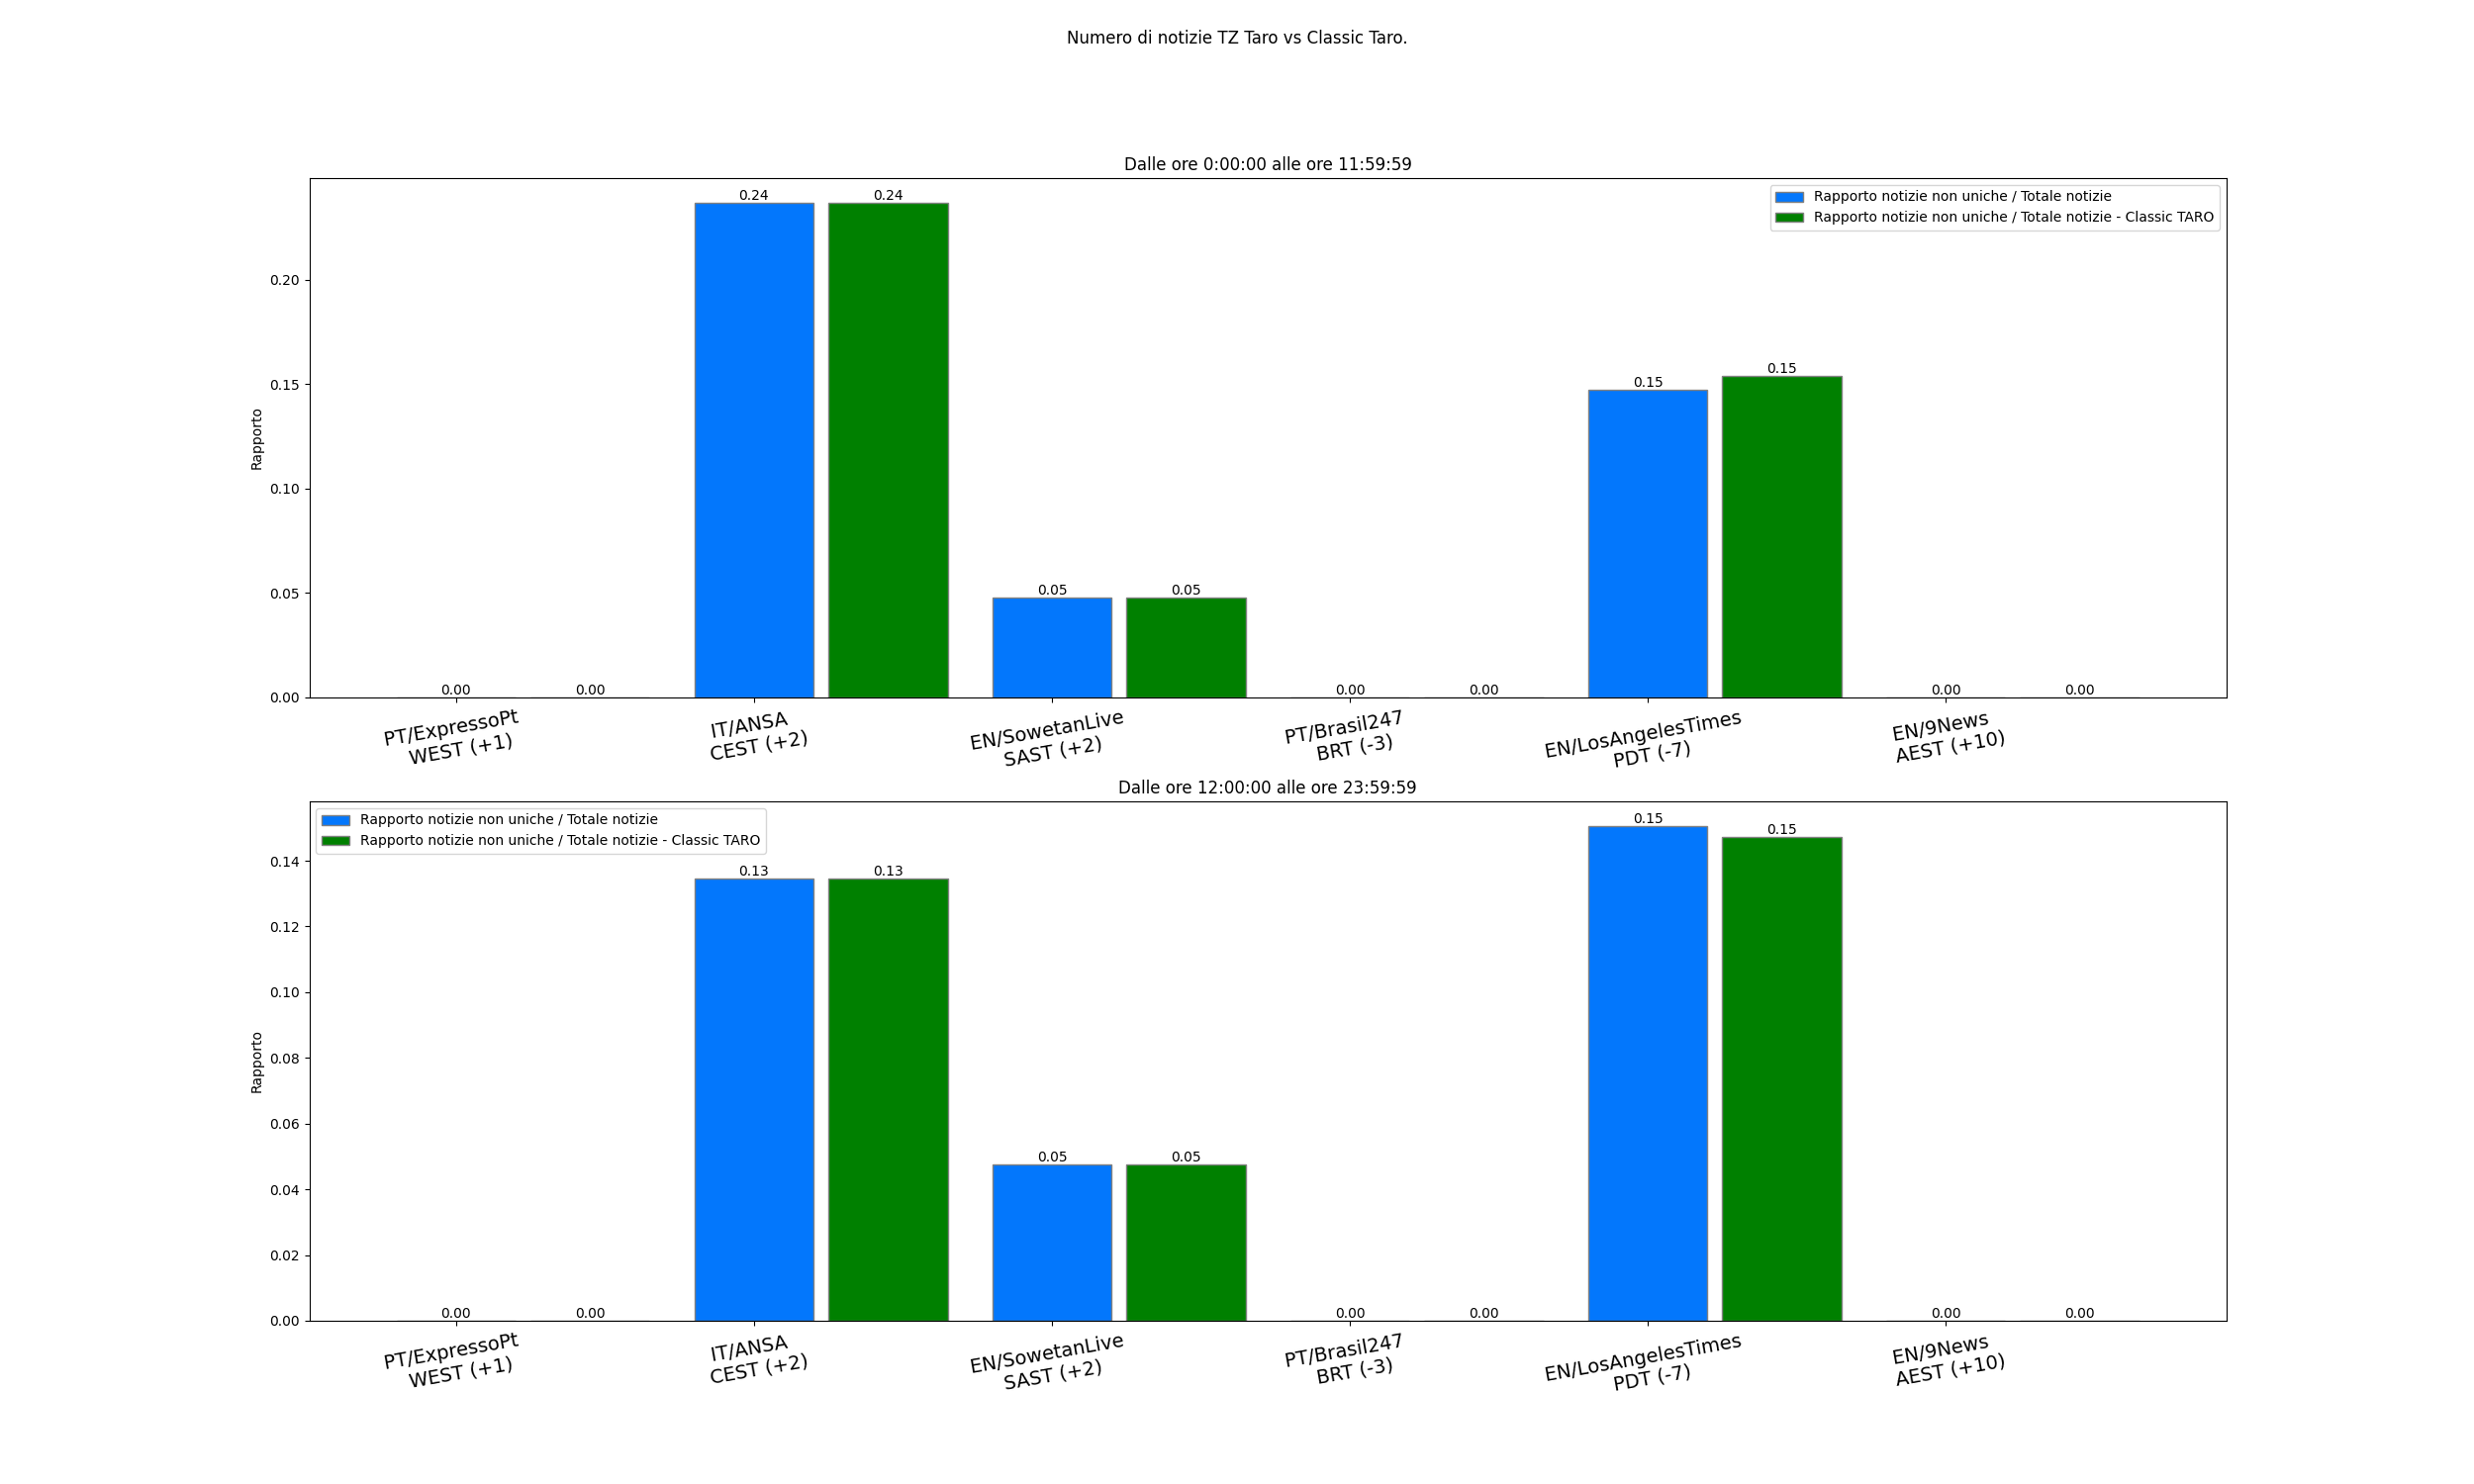 Numero di notizie TZ Taro vs Classic Taro.
Dalle ore 0:00:00 alle ore 11:59:59
Rapporto notizie non uniche / Totale notizie
Rapporto notizie non uniche / Totale notizie - Classic TARO
Rapporto
0.20
0.15
0.10
0.05
0.00
0.00 0.00 0.24 0.24 0.05 0.05 0.00 0.00 0.15 0.15 0.00 0.00
PT/ExpressoPt
WEST (+1)
IT/ANSA
CEST (+2)
EN/SowetanLive
SAST (+2)
PT/Brasil247
BRT (-3)
EN/LosAngelesTimes
PDT (-7)
EN/9News
AEST (+10)
Dalle ore 12:00:00 alle ore 23:59:59
Rapporto notizie non uniche / Totale notizie
Rapporto notizie non uniche / Totale notizie - Classic TARO
Rapporto
0.14
0.12
0.10
0.08
0.06
0.04
0.02
0.00
0.00 0.00 0.13 0.13 0.05 0.05 0.00 0.00 0.15 0.15 0.00 0.00
PT/ExpressoPt
WEST (+1)
IT/ANSA
CEST (+2)
EN/SowetanLive
SAST (+2)
PT/Brasil247
BRT (-3)
EN/LosAngelesTimes
PDT (-7)
EN/9News
AEST (+10)